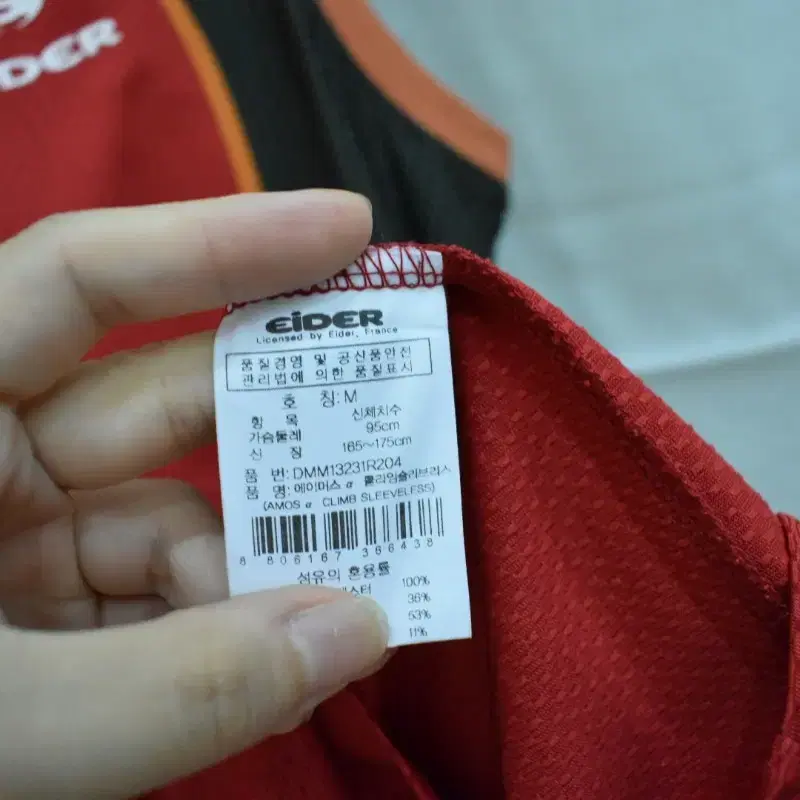 DER
EiDER
Licensed by Eider, France
품질경영 및 공산품안전
관리법에 의한 품질표시
호 칭: M
항 목 신체치수
가슴둘레 95cm
신 장 165~175cm
품 번: DMM13231R204
품 명: 에이머스 α 클라임슬리브리스
(AMOS α CLIMB SLEEVELESS)
8 806167 366438
섬유의 혼용률
100%
36%
53%
11%